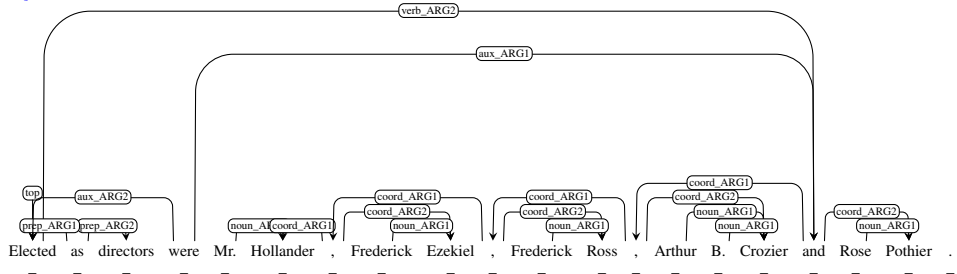 verb_ARG2
aux_ARG1
coord_ARG1
top aux_ARG2 coord_ARG1 coord_ARG1 coord_ARG2
coord_ARG2 coord_ARG2 noun_ARG1 coord_ARG2
prep_ARG1 prep_ARG2 coord_ARG1 noun_ARG1 noun_ARG1 noun_ARG1 noun_ARG1
Elected as directors were Mr. Hollander , Frederick Ezekiel , Frederick Ross , Arthur B. Crozier and Rose Pothier .
_ _ _ _ _ _ _ _ _ _ _ _ _ _ _ _ _ _ _ _